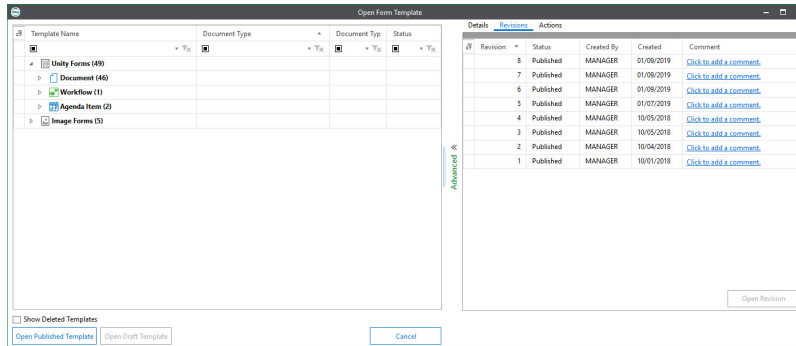 Open Form Template
Template Name Document Type Document Typ Status
Unity Forms (49)
Document (46)
Workflow (1)
Agenda Item (2)
Image Forms (5)
Show Deleted Templates
Open Published Template Open Draft Template Cancel
Advanced
Details Revisions Actions
Revision Status Created By Created Comment
8 Published MANAGER 01/09/2019 Click to add a comment.
7 Published MANAGER 01/09/2019 Click to add a comment.
6 Published MANAGER 01/09/2019 Click to add a comment.
5 Published MANAGER 01/07/2019 Click to add a comment.
4 Published MANAGER 10/05/2018 Click to add a comment.
3 Published MANAGER 10/05/2018 Click to add a comment.
2 Published MANAGER 10/04/2018 Click to add a comment.
1 Published MANAGER 10/01/2018 Click to add a comment.
Open Revision